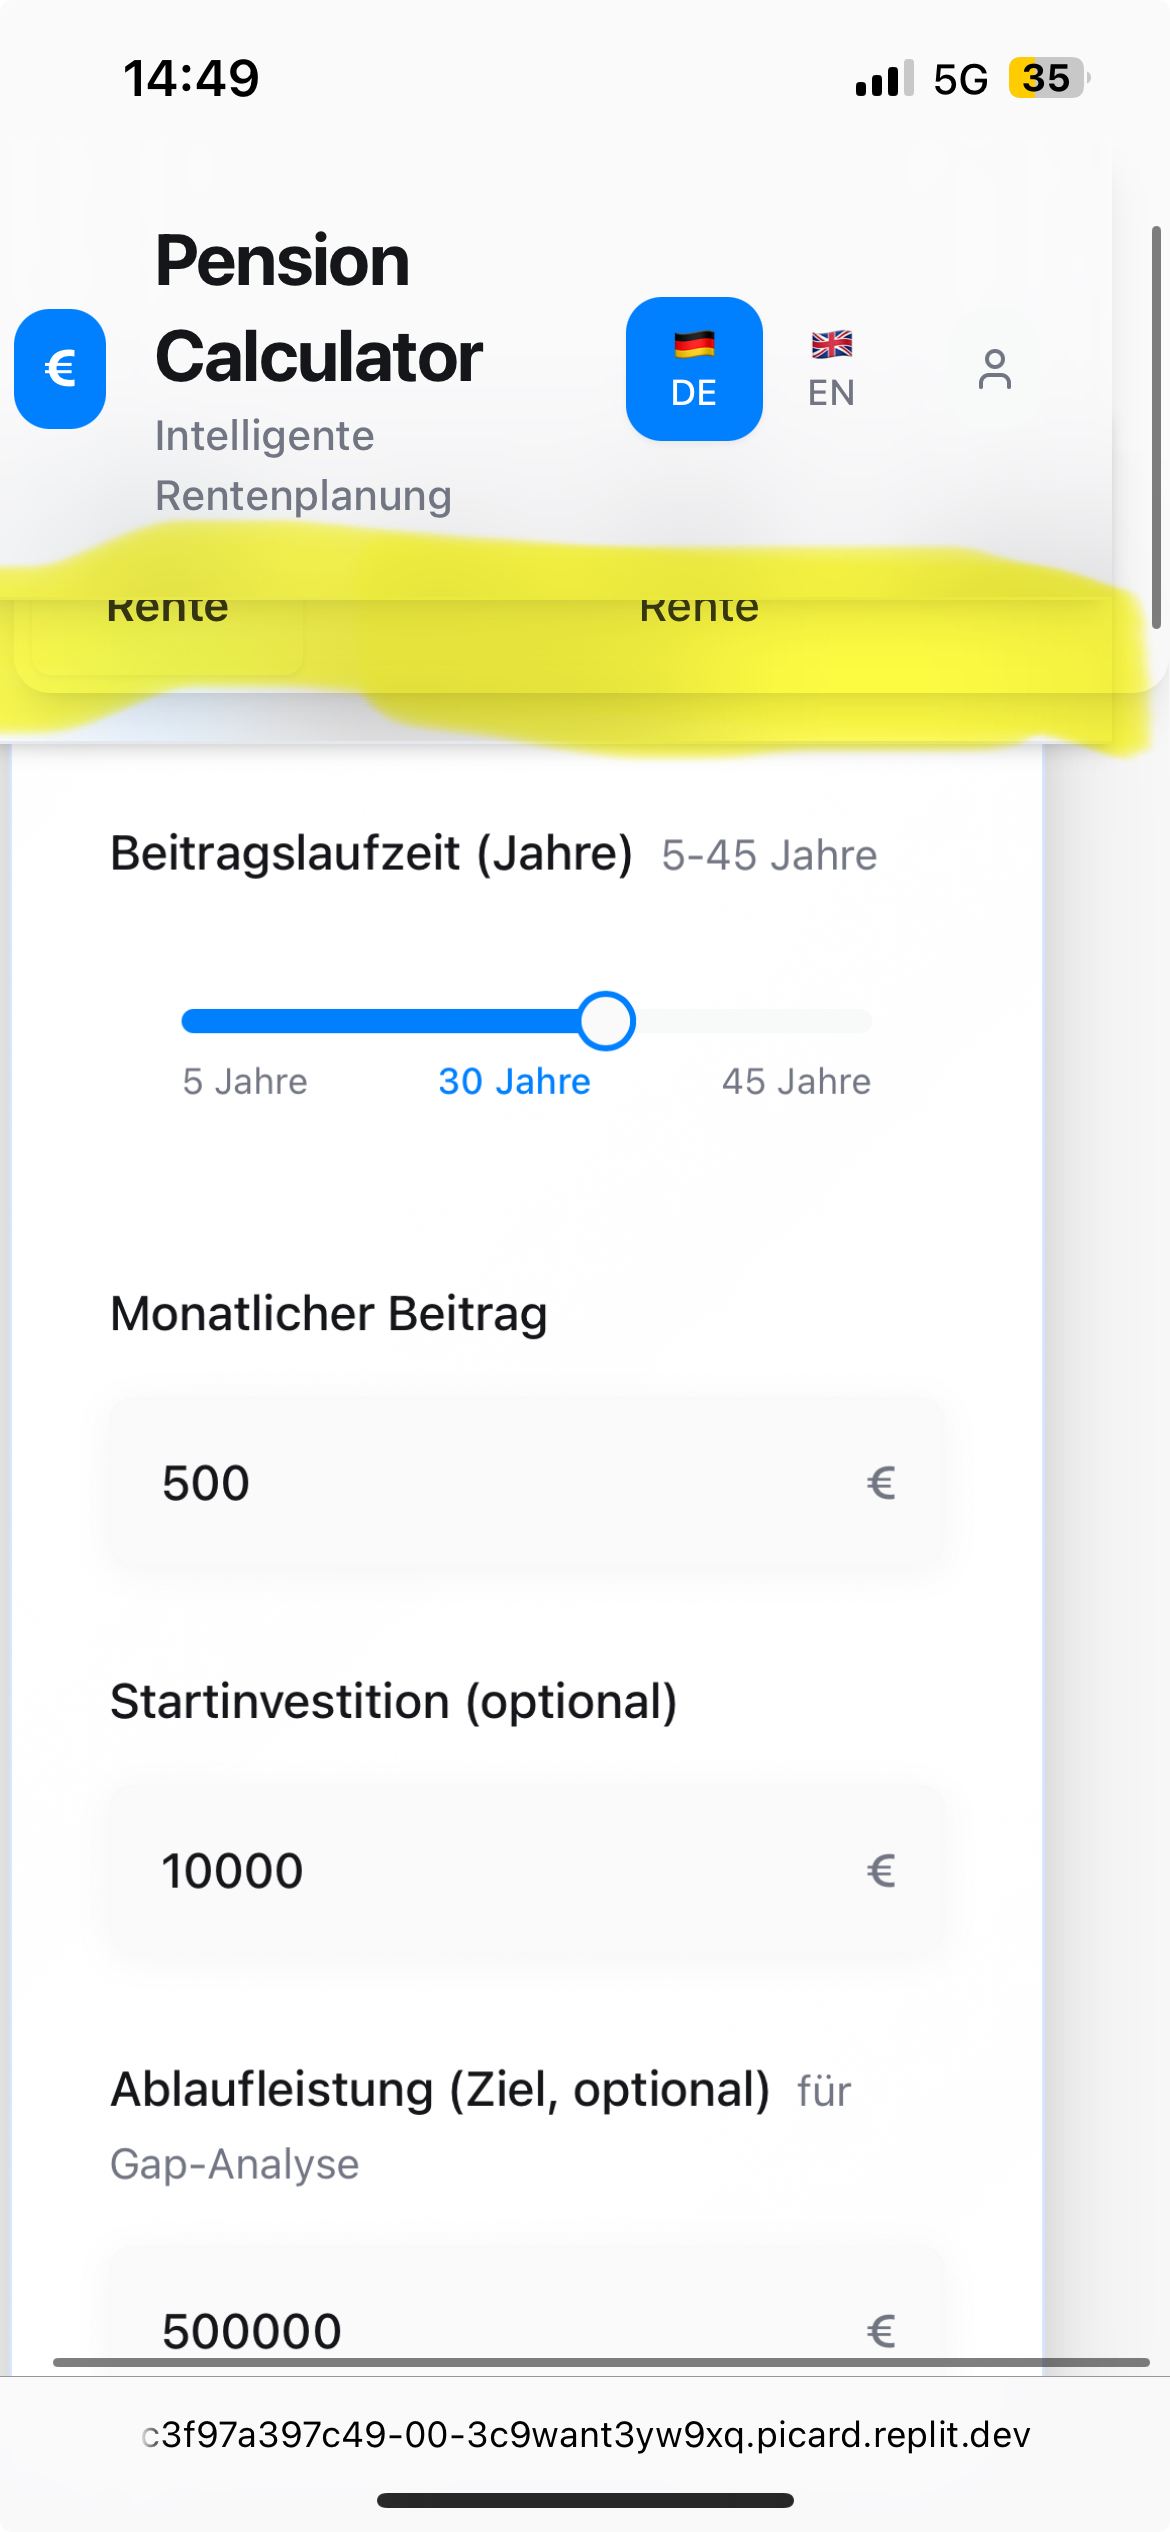 14:49
5G 35
Pension
Calculator
€
DE
EN
Intelligente
Rentenplanung
Rente Rente
Beitragslaufzeit (Jahre) 5-45 Jahre
5 Jahre 30 Jahre 45 Jahre
Monatlicher Beitrag
500 €
Startinvestition (optional)
10000 €
Ablaufleistung (Ziel, optional) für
Gap-Analyse
500000 €
c3f97a397c49-00-3c9want3yw9xq.picard.replit.dev